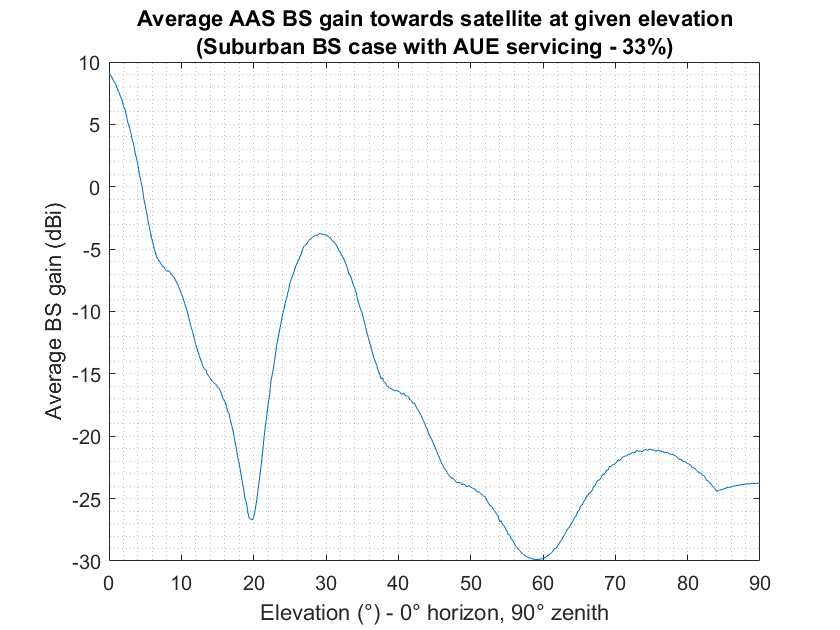 Average AAS BS gain towards satellite at given elevation
(Suburban BS case with AUE servicing - 33%)
Average BS gain (dBi)
10
5
0
-5
-10
-15
-20
-25
-30
0 10 20 30 40 50 60 70 80 90
Elevation (°) - 0° horizon, 90° zenith